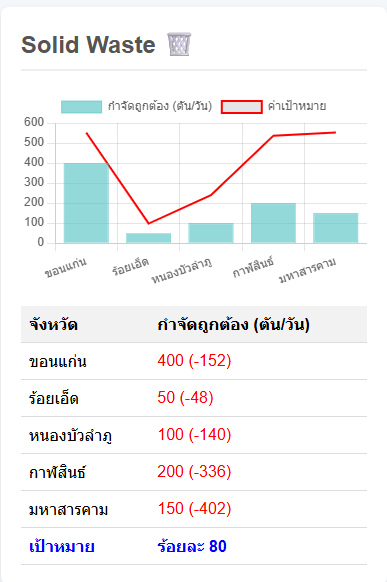 Solid Waste 🗑️
กำจัดถูกต้อง (ตัน/วัน) ค่าเป้าหมาย
600
500
400
300
200
100
0
ขอนแก่น ร้อยเอ็ด หนองบัวลำภู กาฬสินธุ์ มหาสารคาม
จังหวัด กำจัดถูกต้อง (ตัน/วัน)
ขอนแก่น 400 (-152)
ร้อยเอ็ด 50 (-48)
หนองบัวลำภู 100 (-140)
กาฬสินธ์ 200 (-336)
มหาสารคาม 150 (-402)
เป้าหมาย ร้อยละ 80